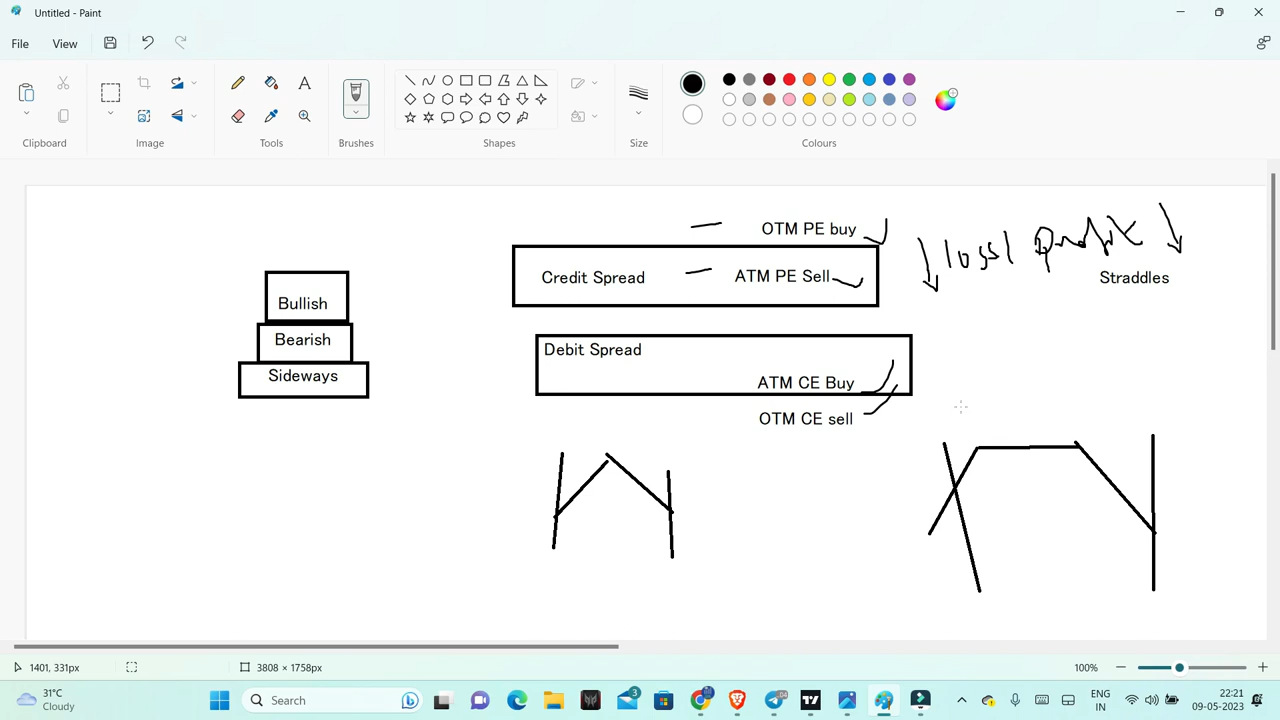 Untitled - Paint
File View
Clipboard
Image
Tools
Brushes
Shapes
Size
Colours
OTM PE buy
Credit Spread
ATM PE Sell
loss
profit
Straddles
Bullish
Bearish
Sideways
Debit Spread
ATM CE Buy
OTM CE sell
1401, 331px
3808 × 1758px
100%
31°C
Cloudy
Search
3
04
ENG
IN
22:21
09-05-2023